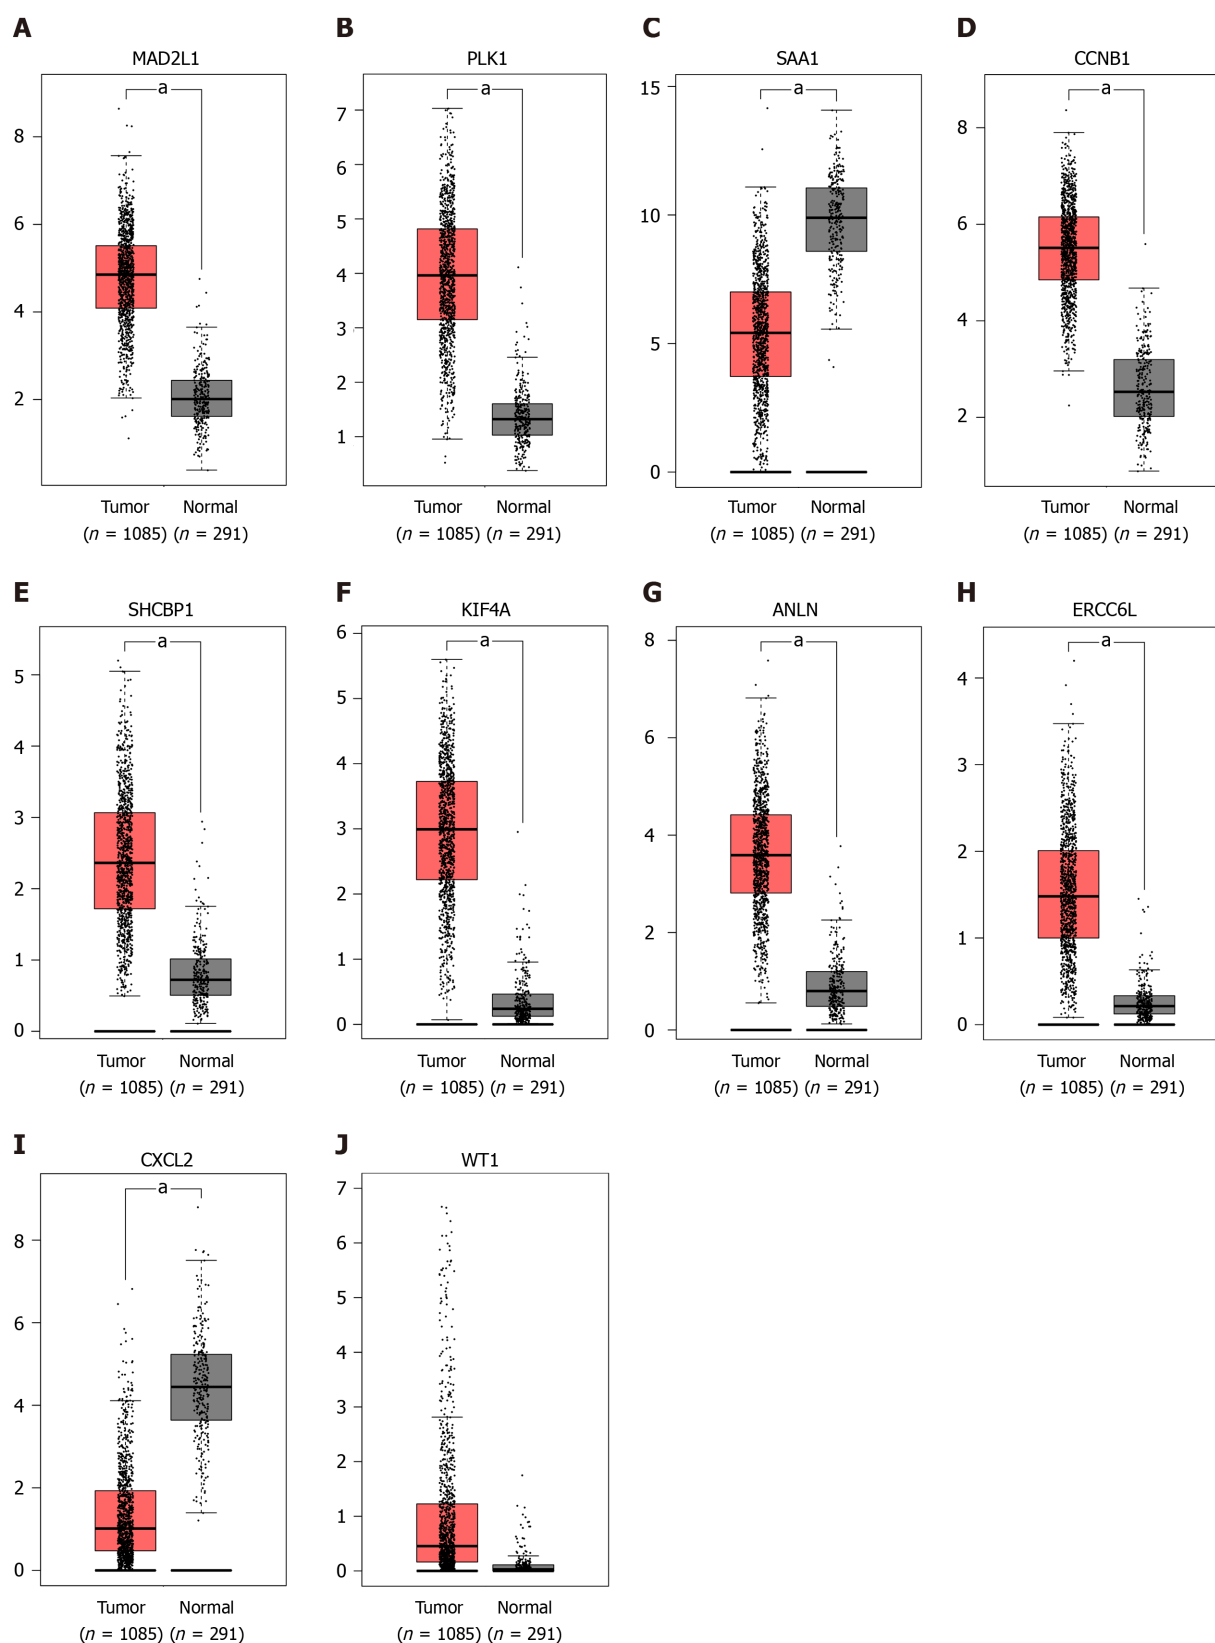 A B C D
MAD2L1 PLK1 SAA1 CCNB1
a a a a
8 6 4 2
7 6 5 4 3 2 1
15 10 5 0
8 6 4 2
Tumor Normal Tumor Normal Tumor Normal Tumor Normal
(n = 1085) (n = 291) (n = 1085) (n = 291) (n = 1085) (n = 291) (n = 1085) (n = 291)
E F G H
SHCBP1 KIF4A ANLN ERCC6L
a a a a
5 4 3 2 1 0
6 5 4 3 2 1 0
8 6 4 2 0
4 3 2 1 0
Tumor Normal Tumor Normal Tumor Normal Tumor Normal
(n = 1085) (n = 291) (n = 1085) (n = 291) (n = 1085) (n = 291) (n = 1085) (n = 291)
I J
CXCL2 WT1
a
8 6 4 2 0
7 6 5 4 3 2 1 0
Tumor Normal Tumor Normal
(n = 1085) (n = 291) (n = 1085) (n = 291)